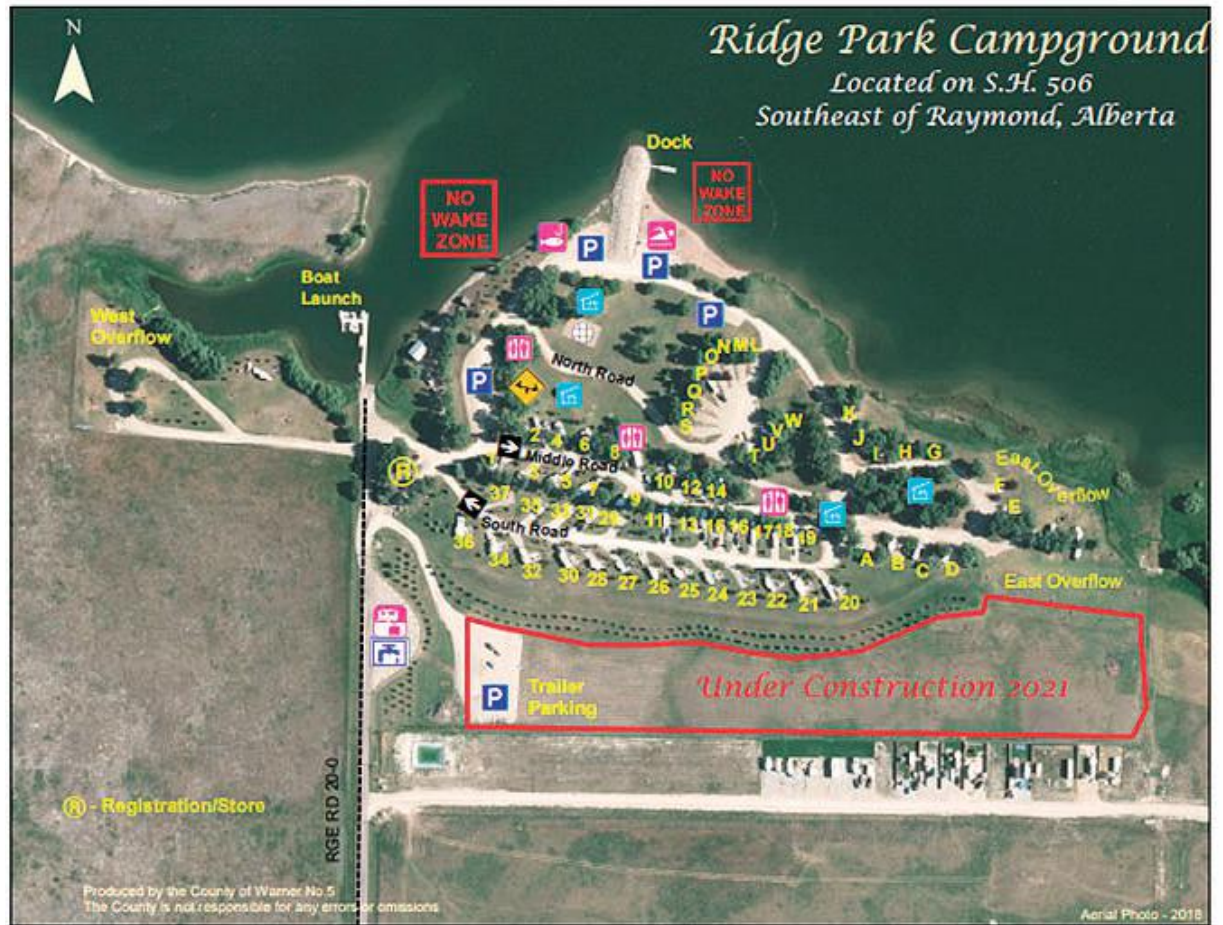 N
Ridge Park Campground
Located on S.H. 506
Southeast of Raymond, Alberta
Dock
NO
WAKE
ZONE
NO
WAKE
ZONE
P
P
Boat
Launch
West
Overflow
P
North Road
P
N M L
O
P
Q
R
S
W
V
U
T
K
J
I H G
East Overflow
F
E
2 4 6 8
R
Middle Road
1 3 5 7 9 10 12 14
11 13 15 16 17 18 19
37 35 33 31 29
South Road
36 34 32 30 28 27 26 25 24 23 22 21 20
A B C D
East Overflow
Under Construction 2021
P
Trailer
Parking
RGE RD 20-0
R - Registration/Store
Produced by the County of Warner No.5
The County is not responsible for any errors or omissions
Aerial Photo - 2018